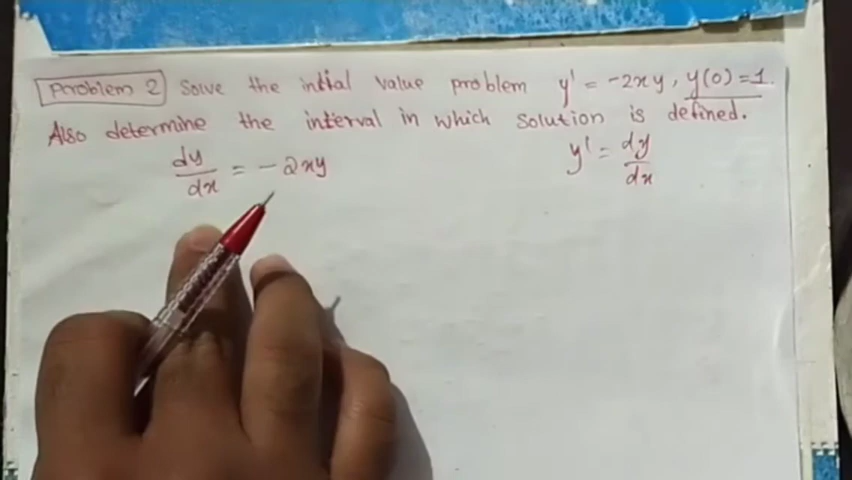 Problem 2 Solve the initial value problem y' = -2xy, y(0)=1.
Also determine the interval in which solution is defined.
dy/dx = -2xy
y' = dy/dx